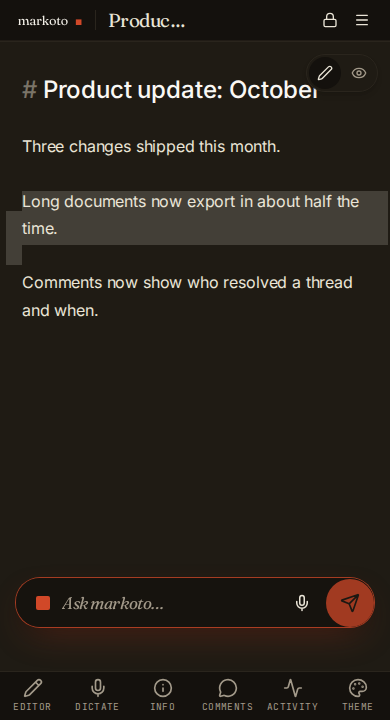 markoto
Produc...
# Product update: October
Three changes shipped this month.
Long documents now export in about half the
time.
Comments now show who resolved a thread
and when.
Ask markoto...
EDITOR DICTATE INFO COMMENTS ACTIVITY THEME